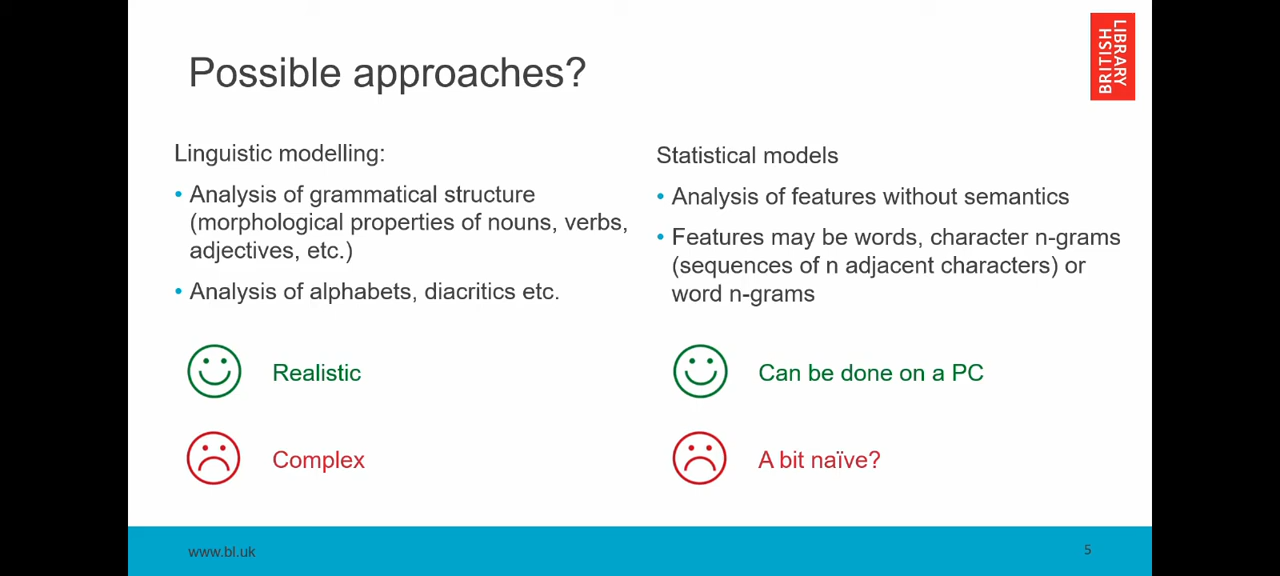 Possible approaches?
LIBRARY
BRITISH
Linguistic modelling:
• Analysis of grammatical structure
(morphological properties of nouns, verbs,
adjectives, etc.)
• Analysis of alphabets, diacritics etc.
Realistic
Complex
Statistical models
• Analysis of features without semantics
• Features may be words, character n-grams
(sequences of n adjacent characters) or
word n-grams
Can be done on a PC
A bit naïve?
www.bl.uk
5